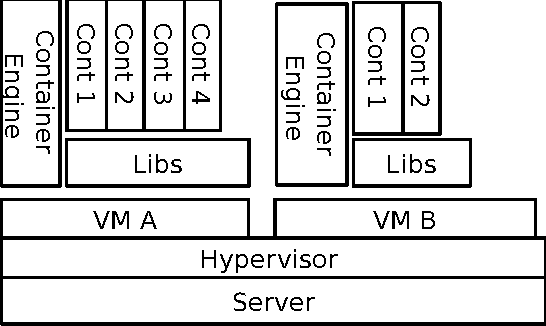 Container
Engine
Cont 1
Cont 2
Cont 3
Cont 4
Libs
Container
Engine
Cont 1
Cont 2
Libs
VM A
VM B
Hypervisor
Server